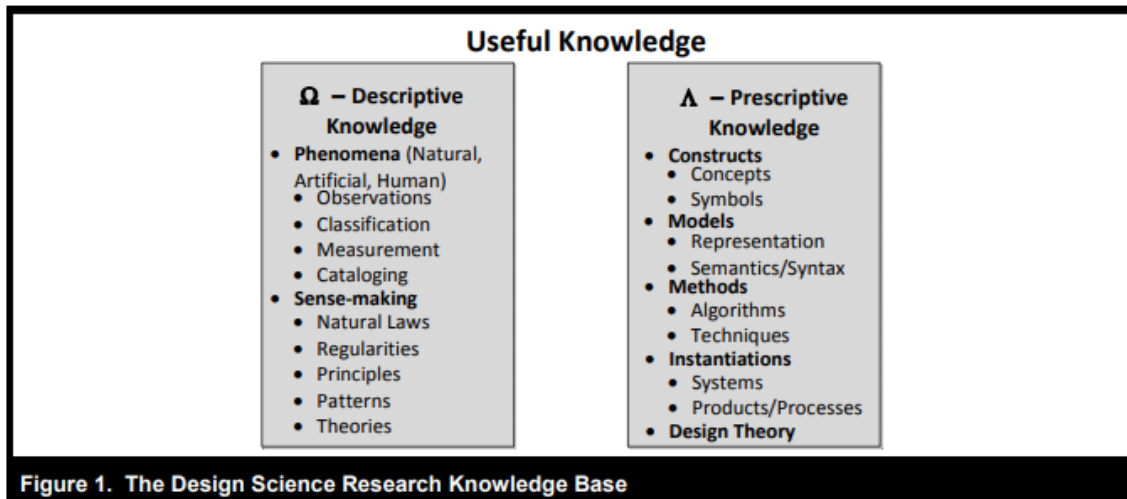 Useful Knowledge
Ω – Descriptive
Knowledge
• Phenomena (Natural,
Artificial, Human)
• Observations
• Classification
• Measurement
• Cataloging
• Sense-making
• Natural Laws
• Regularities
• Principles
• Patterns
• Theories
Λ – Prescriptive
Knowledge
• Constructs
• Concepts
• Symbols
• Models
• Representation
• Semantics/Syntax
• Methods
• Algorithms
• Techniques
• Instantiations
• Systems
• Products/Processes
• Design Theory
Figure 1. The Design Science Research Knowledge Base